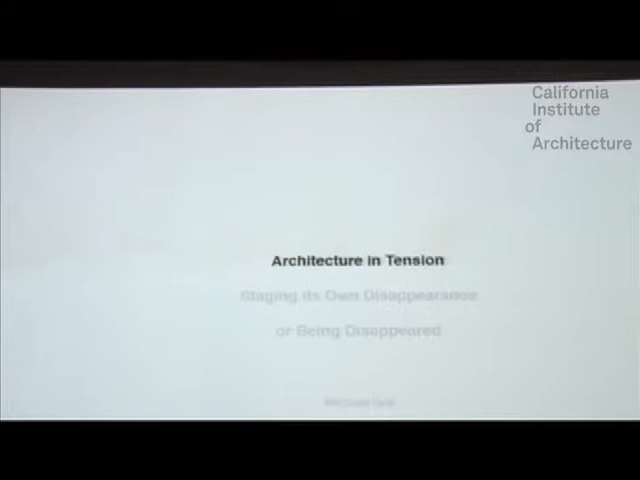 California
Institute
of
Architecture
Architecture in Tension
Staging its Own Disappearance
or Being Disappeared